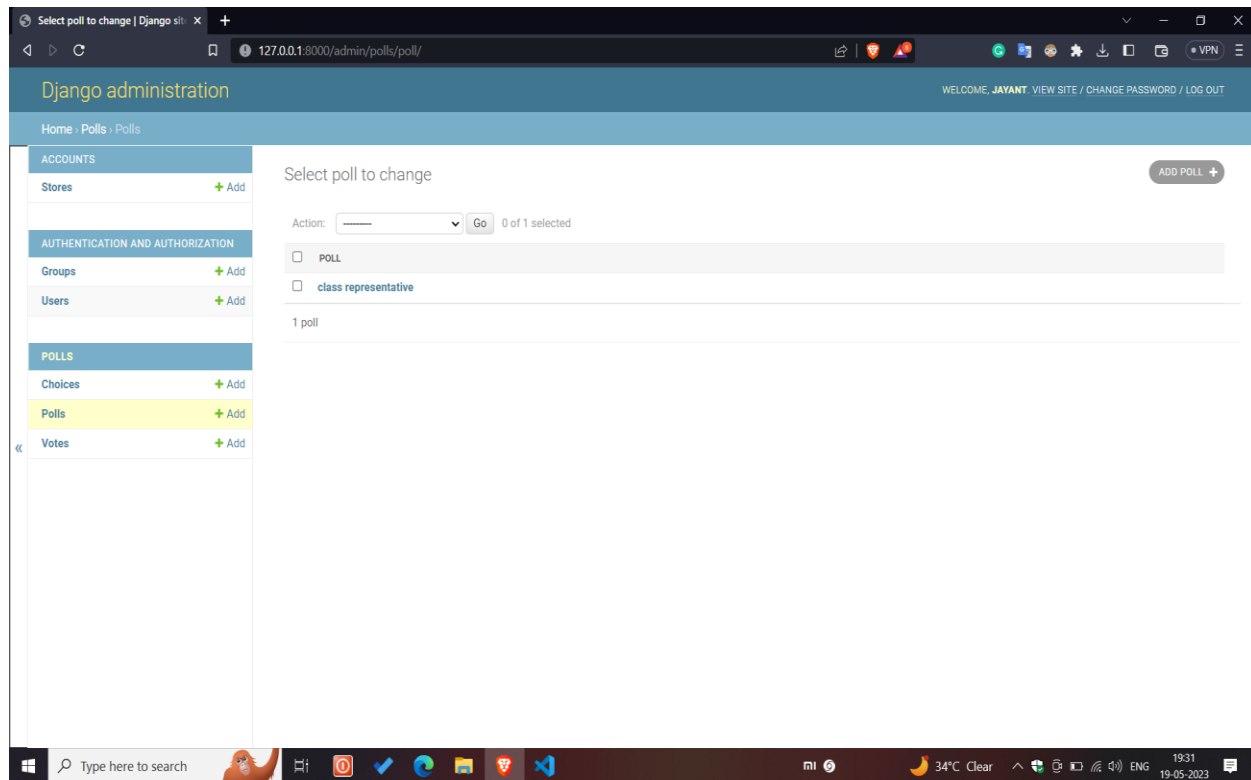 Select poll to change | Django sit
127.0.0.1:8000/admin/polls/poll/
VPN
Django administration
WELCOME, JAYANT. VIEW SITE / CHANGE PASSWORD / LOG OUT
Home › Polls › Polls
ACCOUNTS
Stores + Add
AUTHENTICATION AND AUTHORIZATION
Groups + Add
Users + Add
POLLS
Choices + Add
Polls + Add
Votes + Add
«
Select poll to change
ADD POLL +
Action: --------- Go 0 of 1 selected
POLL
class representative
1 poll
Type here to search
34°C Clear
ENG
19:31
19-05-2023